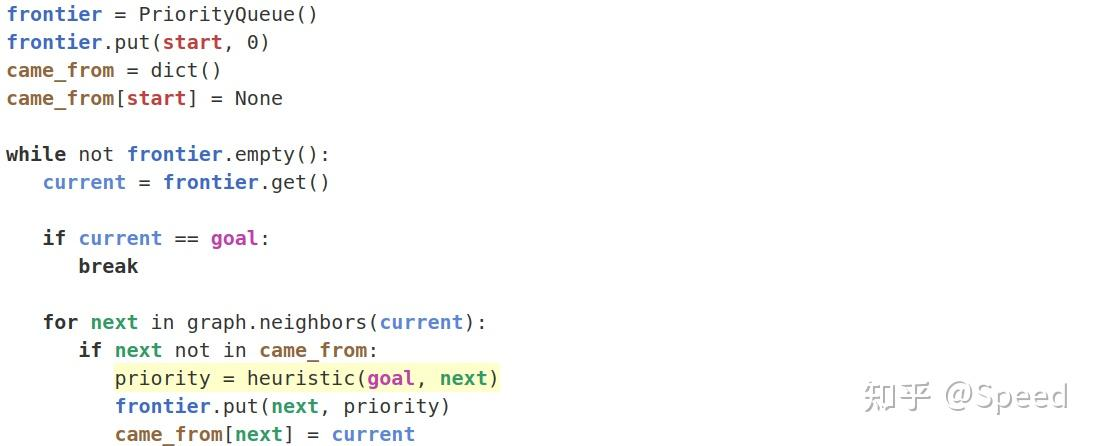 frontier = PriorityQueue()
frontier.put(start, 0)
came_from = dict()
came_from[start] = None
while not frontier.empty():
current = frontier.get()
if current == goal:
break
for next in graph.neighbors(current):
if next not in came_from:
priority = heuristic(goal, next)
frontier.put(next, priority)
came_from[next] = current
知乎 @Speed